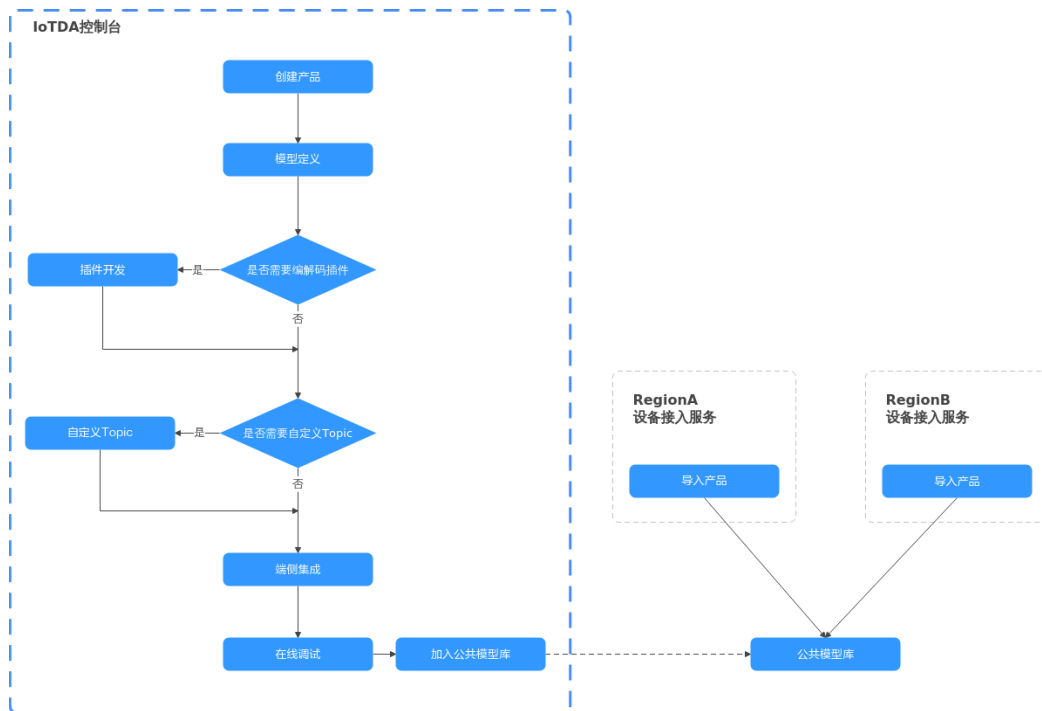 IoTDA控制台
创建产品
模型定义
是否需要编解码插件
是
插件开发
否
是否需要自定义Topic
是
自定义Topic
否
端侧集成
在线调试
加入公共模型库
RegionA
设备接入服务
导入产品
RegionB
设备接入服务
导入产品
公共模型库